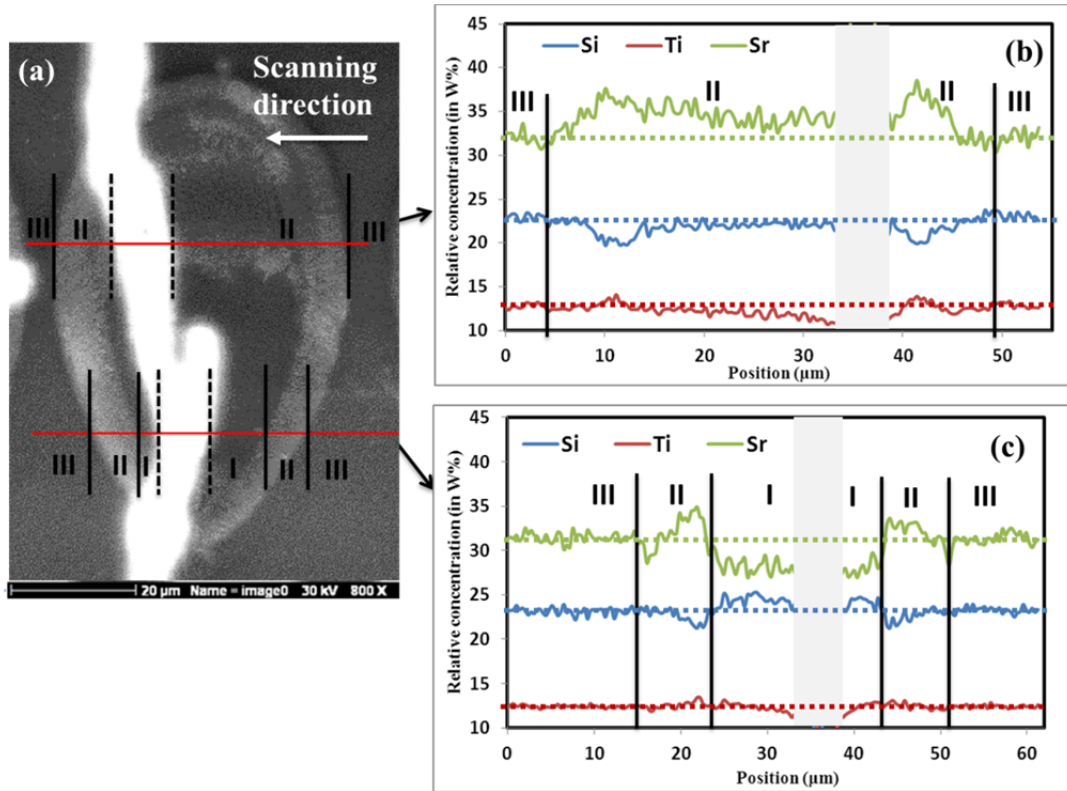 (a)
Scanning
direction
III II II III
III II I I II III
20 µm Name = image0 30 kV 800 X
(b)
Si Ti Sr
III II II III
Relative concentration (in W%)
45
40
35
30
25
20
15
10
0 10 20 30 40 50
Position (µm)
(c)
Si Ti Sr
III II I I II III
Relative concentration (in W%)
45
40
35
30
25
20
15
10
0 10 20 30 40 50 60
Position (µm)